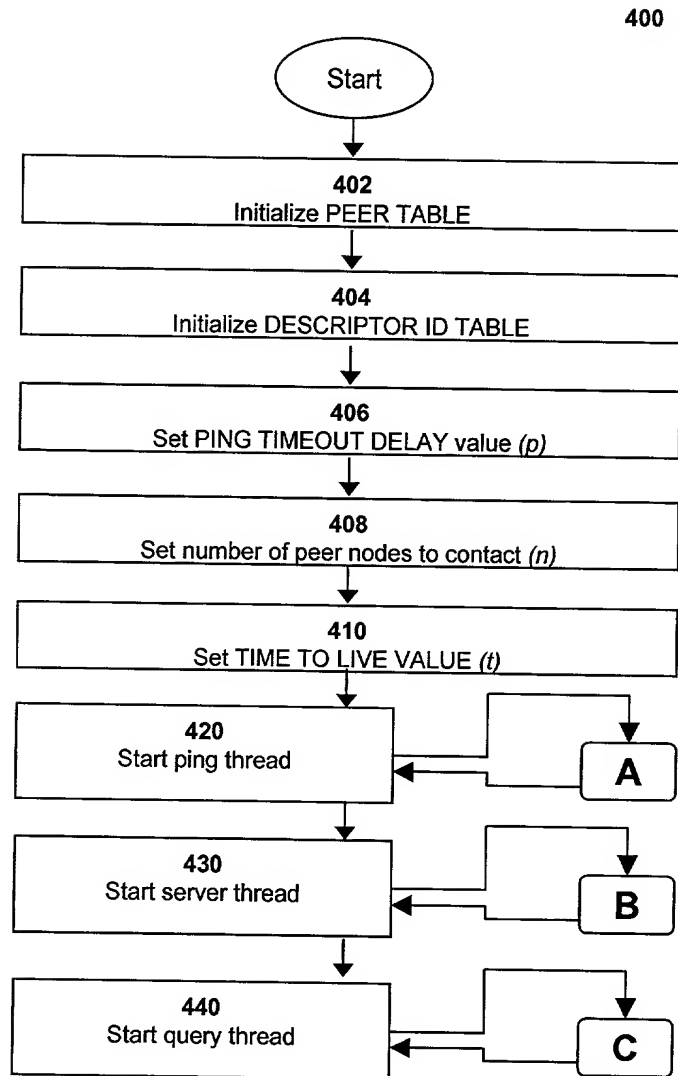 400
Start
402
Initialize PEER TABLE
404
Initialize DESCRIPTOR ID TABLE
406
Set PING TIMEOUT DELAY value (p)
408
Set number of peer nodes to contact (n)
410
Set TIME TO LIVE VALUE (t)
420
Start ping thread
A
430
Start server thread
B
440
Start query thread
C